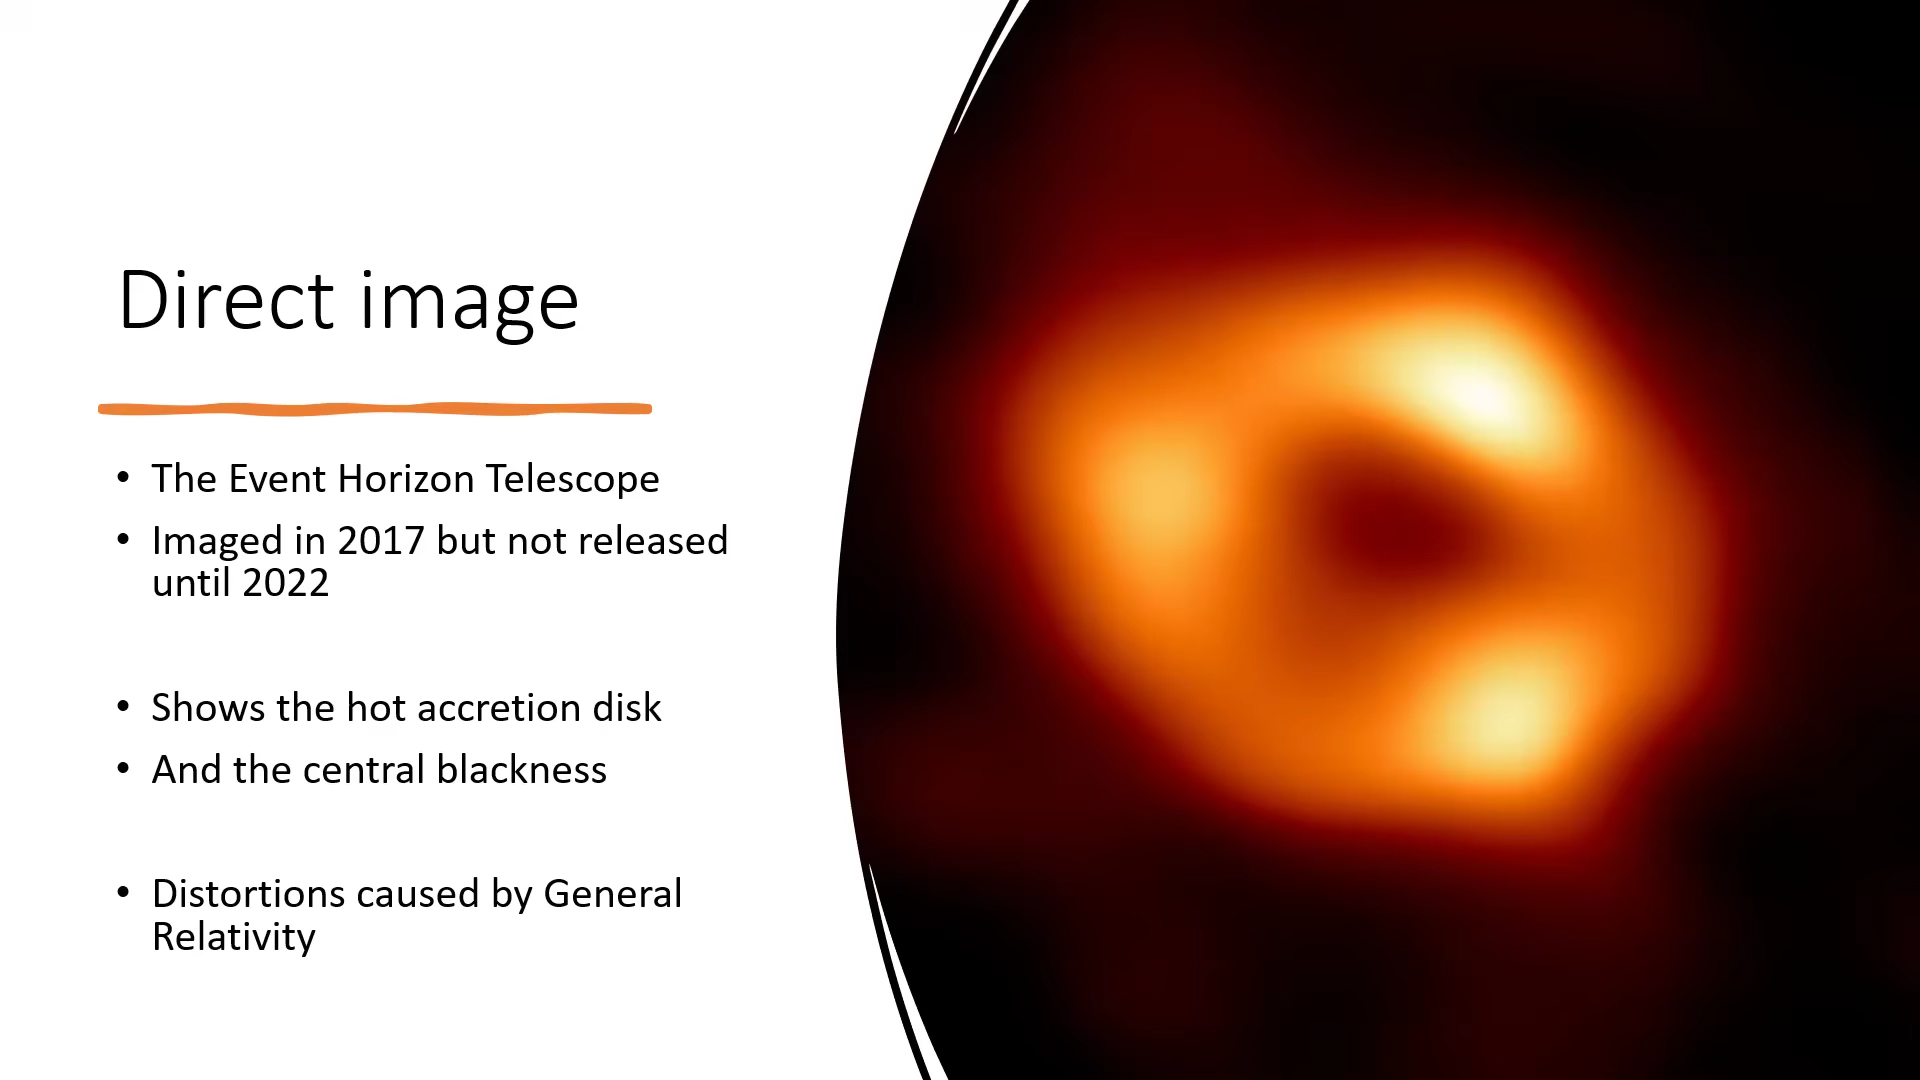 Direct image
• The Event Horizon Telescope
• Imaged in 2017 but not released
until 2022
• Shows the hot accretion disk
• And the central blackness
• Distortions caused by General
Relativity